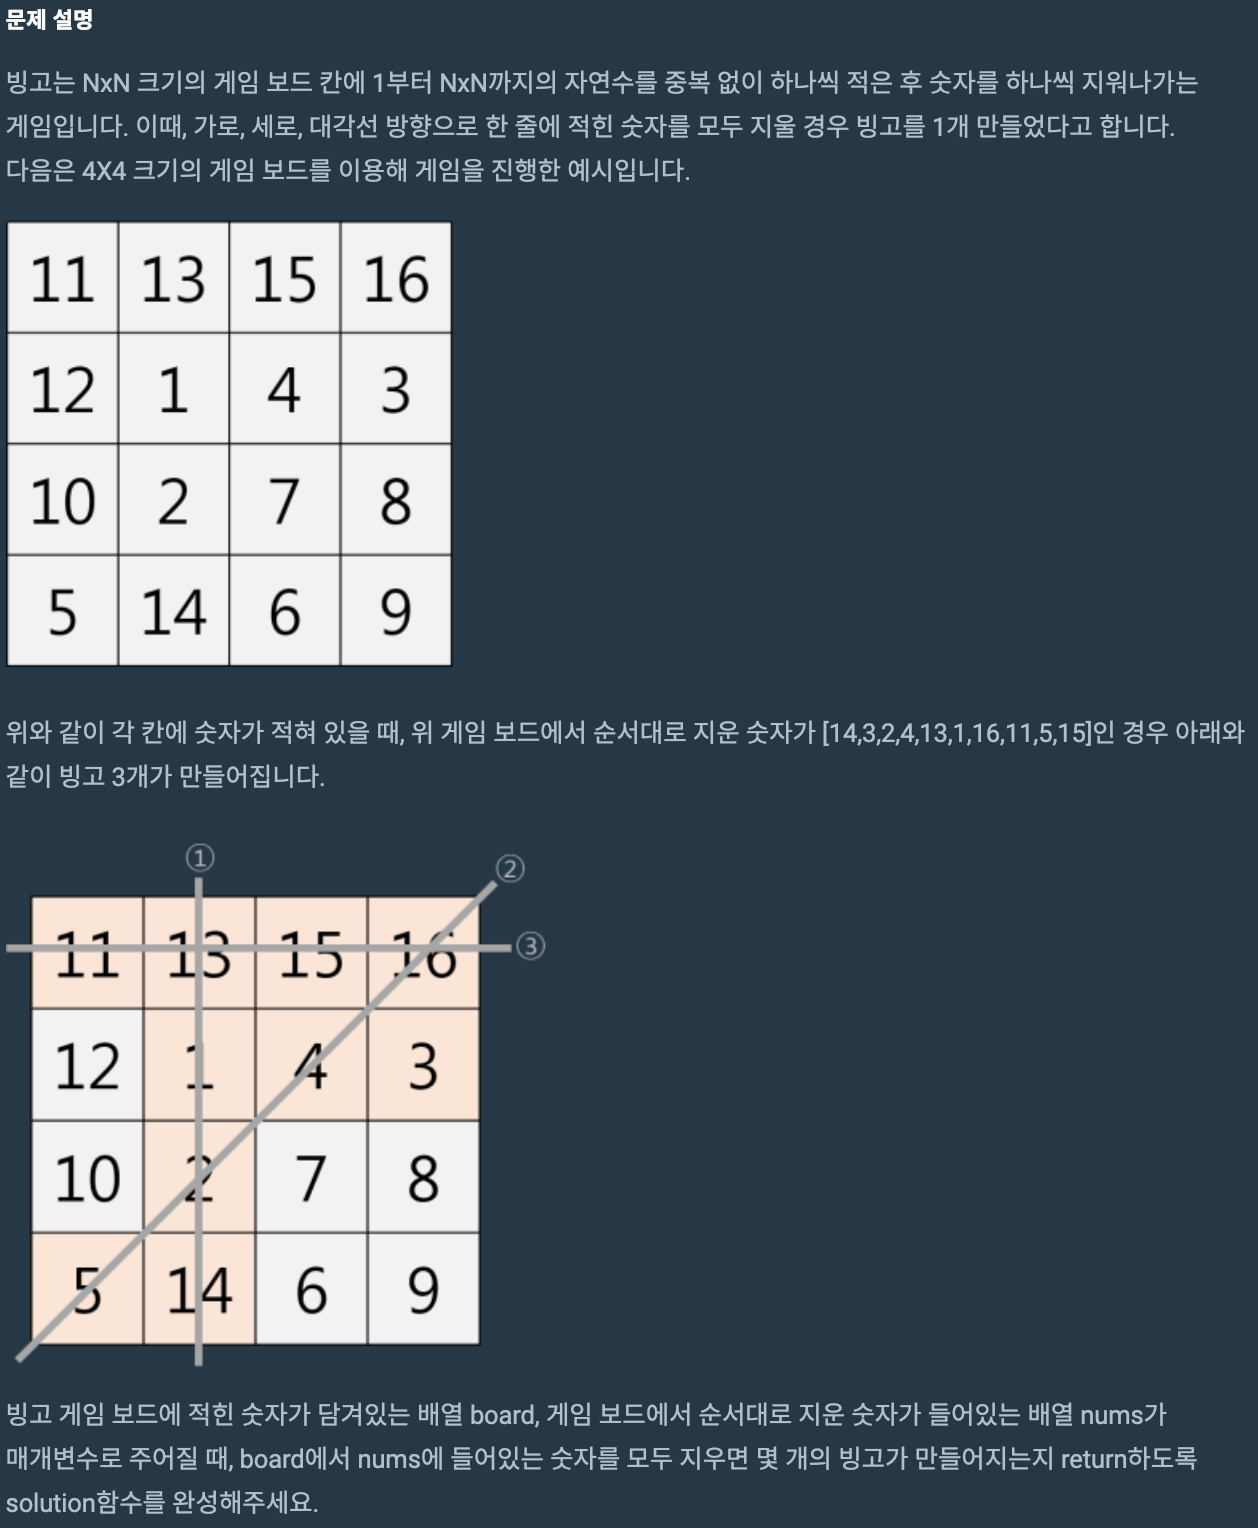 문제 설명
빙고는 NxN 크기의 게임 보드 칸에 1부터 NxN까지의 자연수를 중복 없이 하나씩 적은 후 숫자를 하나씩 지워나가는
게임입니다. 이때, 가로, 세로, 대각선 방향으로 한 줄에 적힌 숫자를 모두 지울 경우 빙고를 1개 만들었다고 합니다.
다음은 4X4 크기의 게임 보드를 이용해 게임을 진행한 예시입니다.
11 13 15 16
12 1 4 3
10 2 7 8
5 14 6 9
위와 같이 각 칸에 숫자가 적혀 있을 때, 위 게임 보드에서 순서대로 지운 숫자가 [14,3,2,4,13,1,16,11,5,15]인 경우 아래와
같이 빙고 3개가 만들어집니다.
① ②
11 13 15 16 ③
12 1 4 3
10 2 7 8
5 14 6 9
빙고 게임 보드에 적힌 숫자가 담겨있는 배열 board, 게임 보드에서 순서대로 지운 숫자가 들어있는 배열 nums가
매개변수로 주어질 때, board에서 nums에 들어있는 숫자를 모두 지우면 몇 개의 빙고가 만들어지는지 return하도록
solution함수를 완성해주세요.